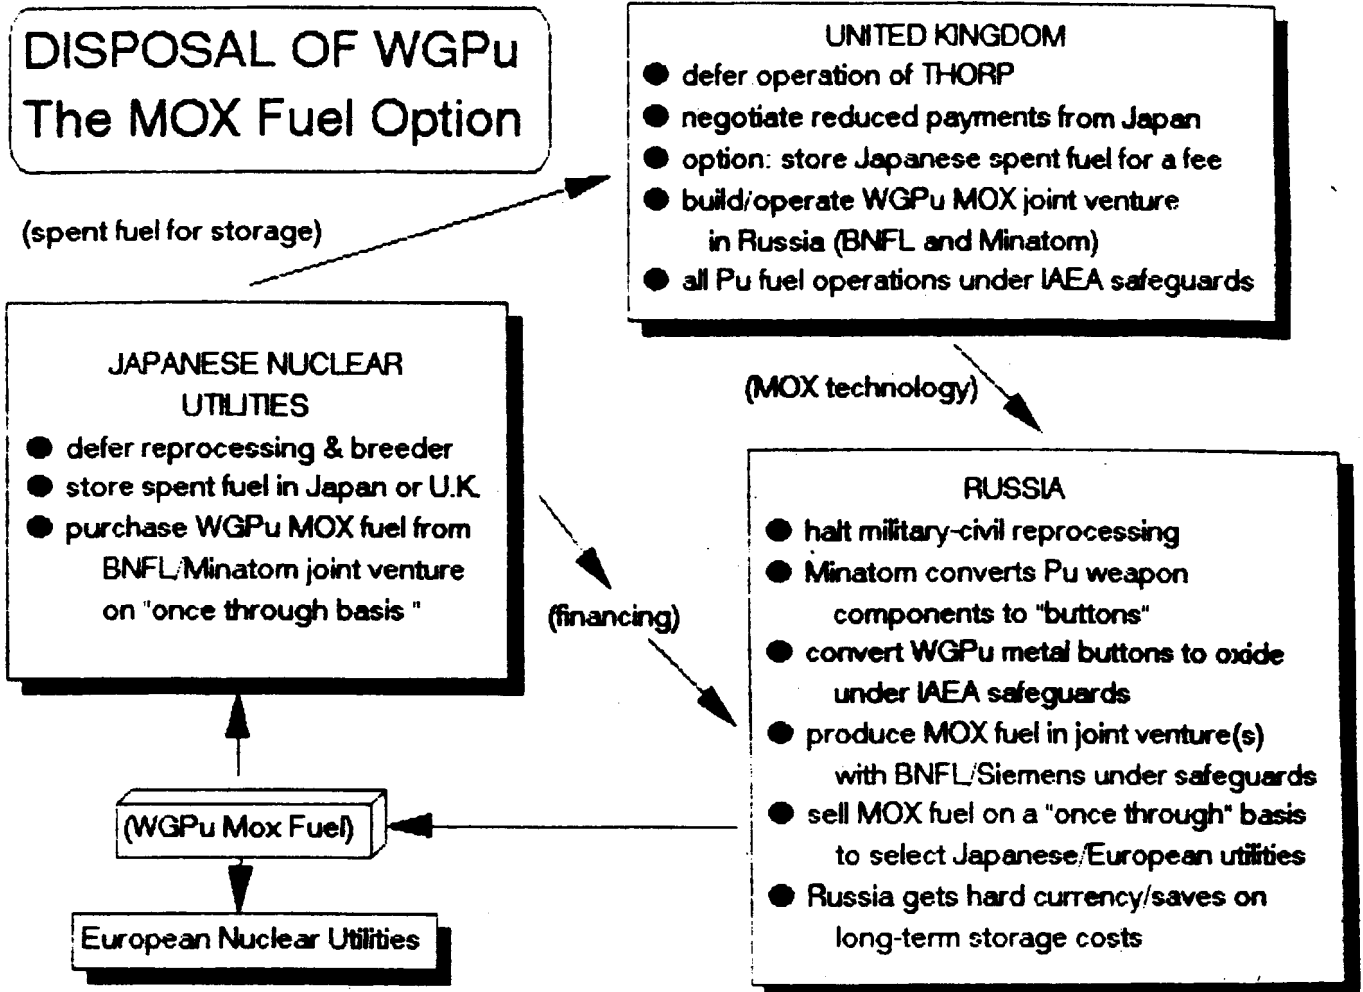 DISPOSAL OF WGPu
The MOX Fuel Option
UNITED KINGDOM
● defer operation of THORP
● negotiate reduced payments from Japan
● option: store Japanese spent fuel for a fee
● build/operate WGPu MOX joint venture
in Russia (BNFL and Minatom)
● all Pu fuel operations under IAEA safeguards
(spent fuel for storage)
JAPANESE NUCLEAR
UTILITIES
● defer reprocessing & breeder
● store spent fuel in Japan or U.K.
● purchase WGPu MOX fuel from
BNFL/Minatom joint venture
on "once through basis "
(MOX technology)
(financing)
RUSSIA
● halt military-civil reprocessing
● Minatom converts Pu weapon
components to "buttons"
● convert WGPu metal buttons to oxide
under IAEA safeguards
● produce MOX fuel in joint venture(s)
with BNFL/Siemens under safeguards
● sell MOX fuel on a "once through" basis
to select Japanese/European utilities
● Russia gets hard currency/saves on
long-term storage costs
(WGPu Mox Fuel)
European Nuclear Utilities